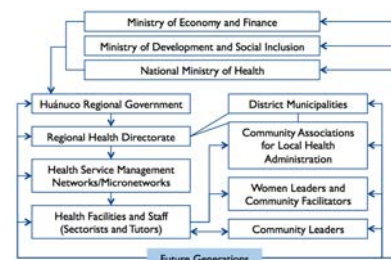 Ministry of Economy and Finance
Ministry of Development and Social Inclusion
National Ministry of Health
Huánuco Regional Government
District Municipalities
Regional Health Directorate
Community Associations
for Local Health
Administration
Health Service Management
Networks/Micronetworks
Women Leaders and
Community Facilitators
Health Facilities and Staff
(Sectorists and Tutors)
Community Leaders
Future Generations